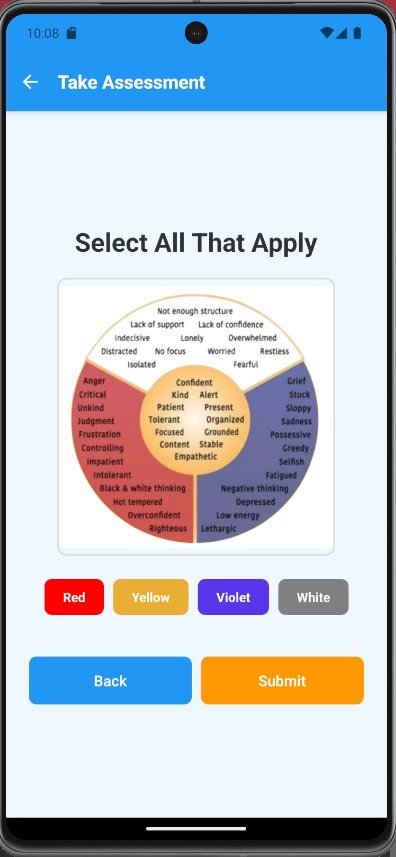 10:08
Take Assessment
Select All That Apply
Not enough structure
Lack of support Lack of confidence
Indecisive Lonely Overwhelmed
Distracted No focus Worried Restless
Isolated Fearful
Anger
Critical
Unkind
Judgment
Frustration
Controlling
Impatient
Intolerant
Black & white thinking
Hot tempered
Overconfident
Righteous
Confident
Kind Alert
Patient Present
Tolerant Organized
Focused Grounded
Content Stable
Empathetic
Grief
Stuck
Sloppy
Sadness
Possessive
Greedy
Selfish
Fatigued
Negative thinking
Depressed
Low energy
Lethargic
Red Yellow Violet White
Back Submit